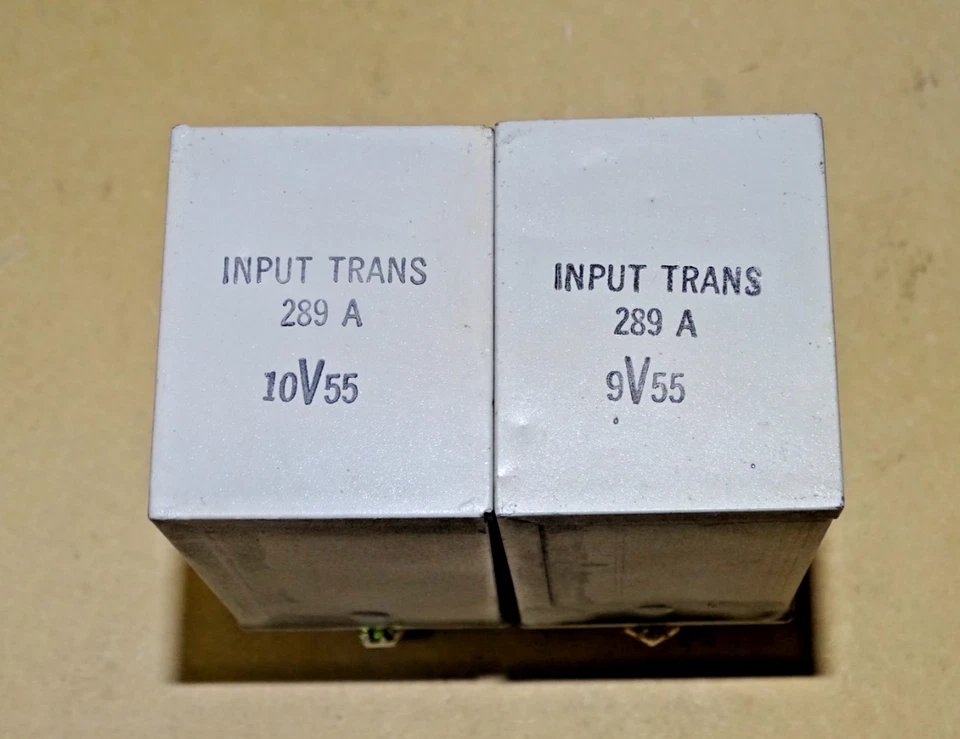 INPUT TRANS
289 A
10V55
INPUT TRANS
289 A
9V55